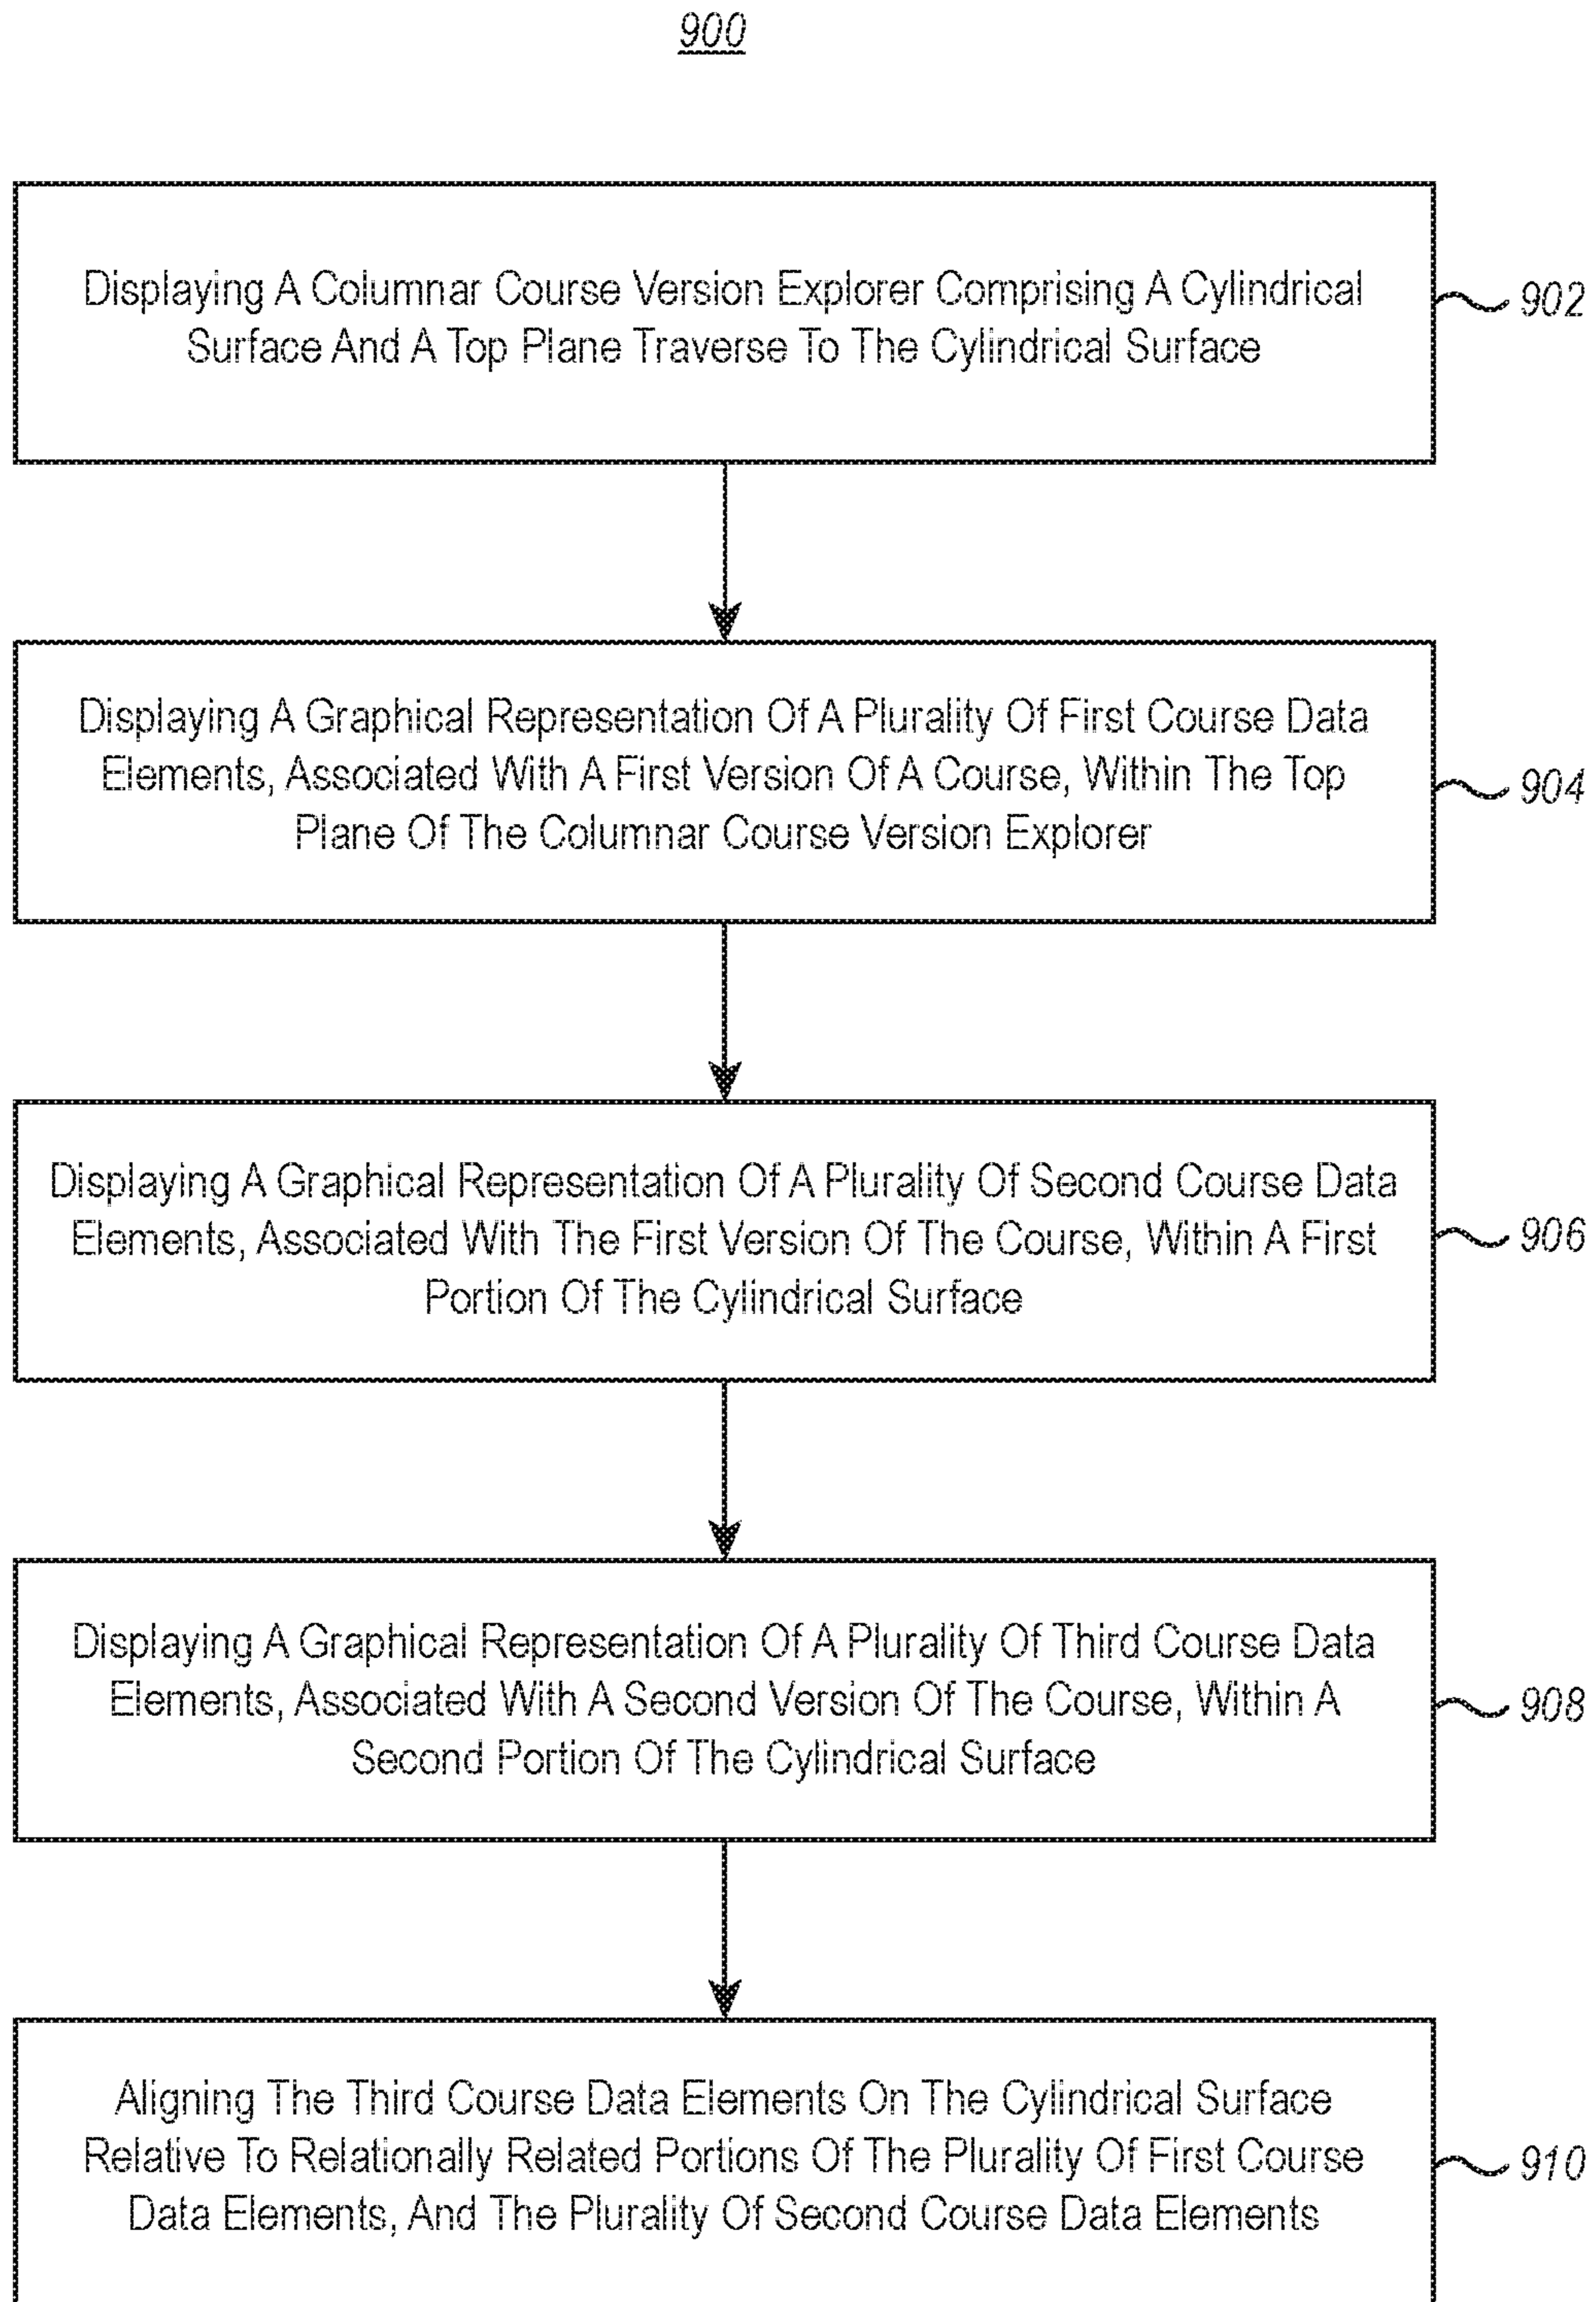 900
Displaying A Columnar Course Version Explorer Comprising A Cylindrical
Surface And A Top Plane Traverse To The Cylindrical Surface
902
Displaying A Graphical Representation Of A Plurality Of First Course Data
Elements, Associated With A First Version Of A Course, Within The Top
Plane Of The Columnar Course Version Explorer
904
Displaying A Graphical Representation Of A Plurality Of Second Course Data
Elements, Associated With The First Version Of The Course, Within A First
Portion Of The Cylindrical Surface
906
Displaying A Graphical Representation Of A Plurality Of Third Course Data
Elements, Associated With A Second Version Of The Course, Within A
Second Portion Of The Cylindrical Surface
908
Aligning The Third Course Data Elements On The Cylindrical Surface
Relative To Relationally Related Portions Of The Plurality Of First Course
Data Elements, And The Plurality Of Second Course Data Elements
910